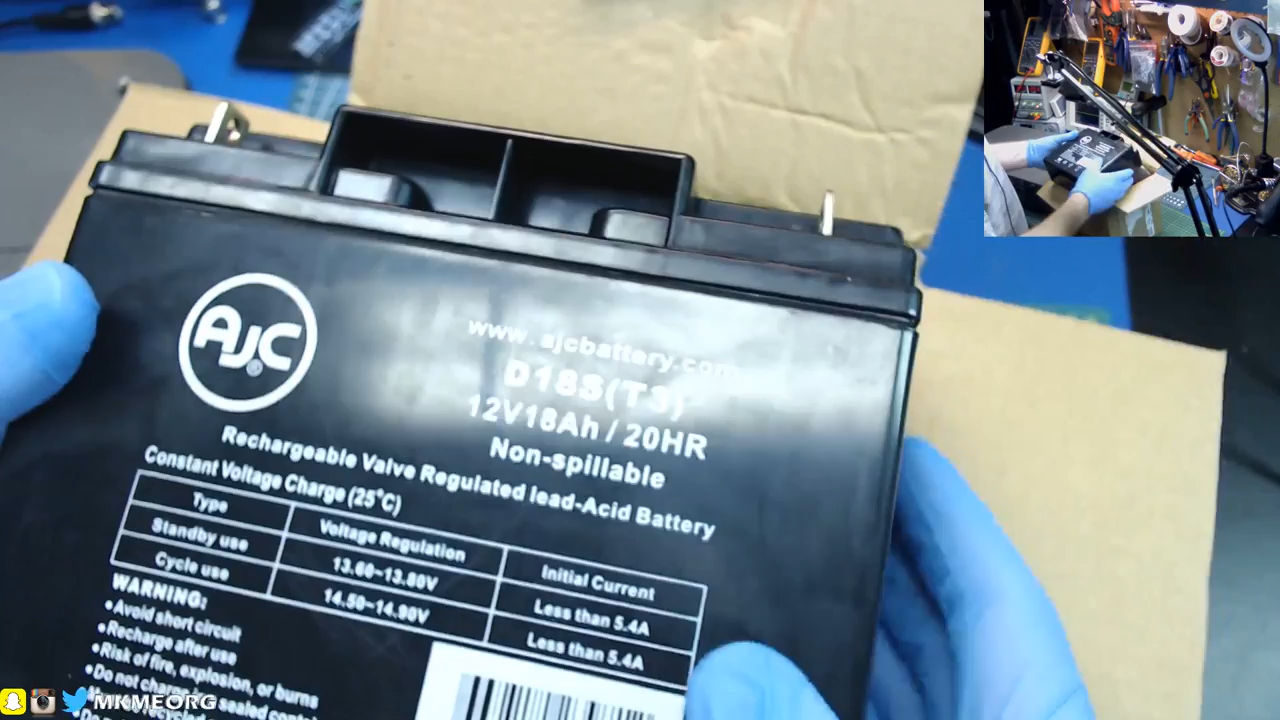 AJC
®
www.ajcbattery.com
D18S(T3)
12V18Ah / 20HR
Non-spillable
Rechargeable Valve Regulated lead-Acid Battery
Constant Voltage Charge (25°C)
Type Voltage Regulation Initial Current
Standby use 13.60~13.80V Less than 5.4A
Cycle use 14.50~14.90V Less than 5.4A
WARNING:
•Avoid short circuit
•Recharge after use
•Risk of fire, explosion, or burns
•Do not charge in sealed
MKMEORG